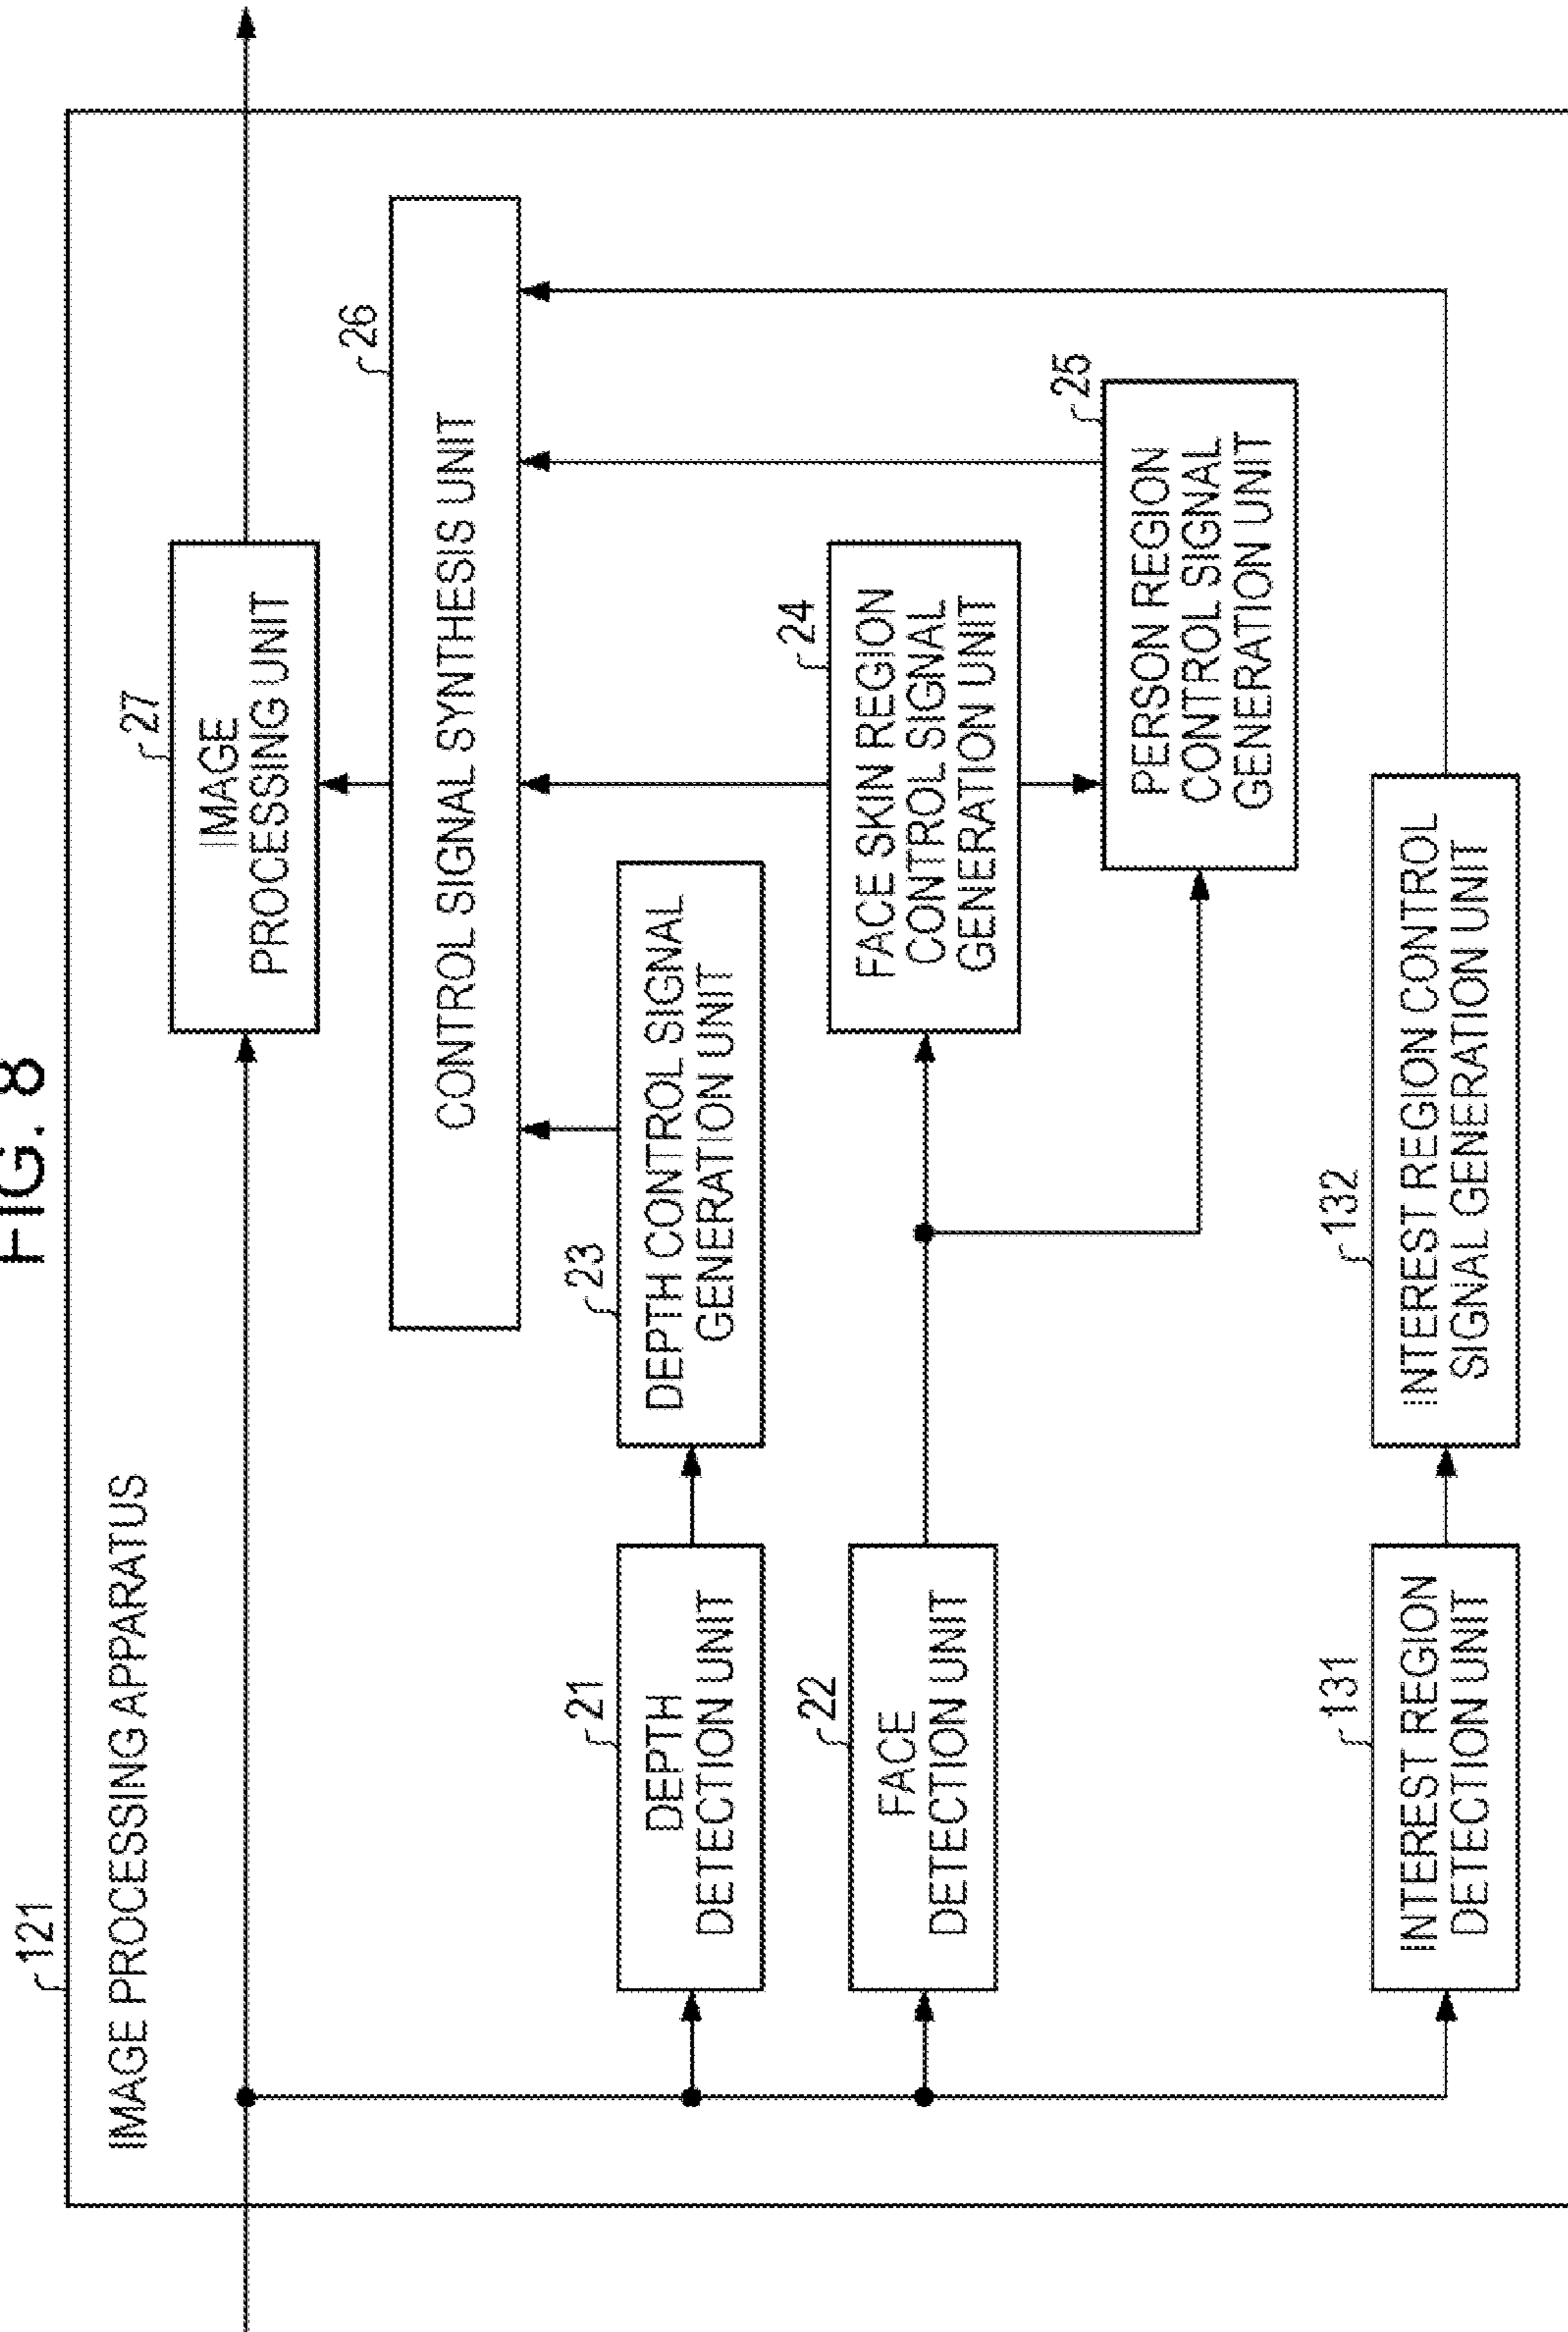 FIG. 8
121
IMAGE PROCESSING APPARATUS
27
IMAGE
PROCESSING UNIT
26
CONTROL SIGNAL SYNTHESIS UNIT
21
DEPTH
DETECTION UNIT
23
DEPTH CONTROL SIGNAL
GENERATION UNIT
22
FACE
DETECTION UNIT
24
FACE SKIN REGION
CONTROL SIGNAL
GENERATION UNIT
25
PERSON REGION
CONTROL SIGNAL
GENERATION UNIT
131
INTEREST REGION
DETECTION UNIT
132
INTEREST REGION CONTROL
SIGNAL GENERATION UNIT